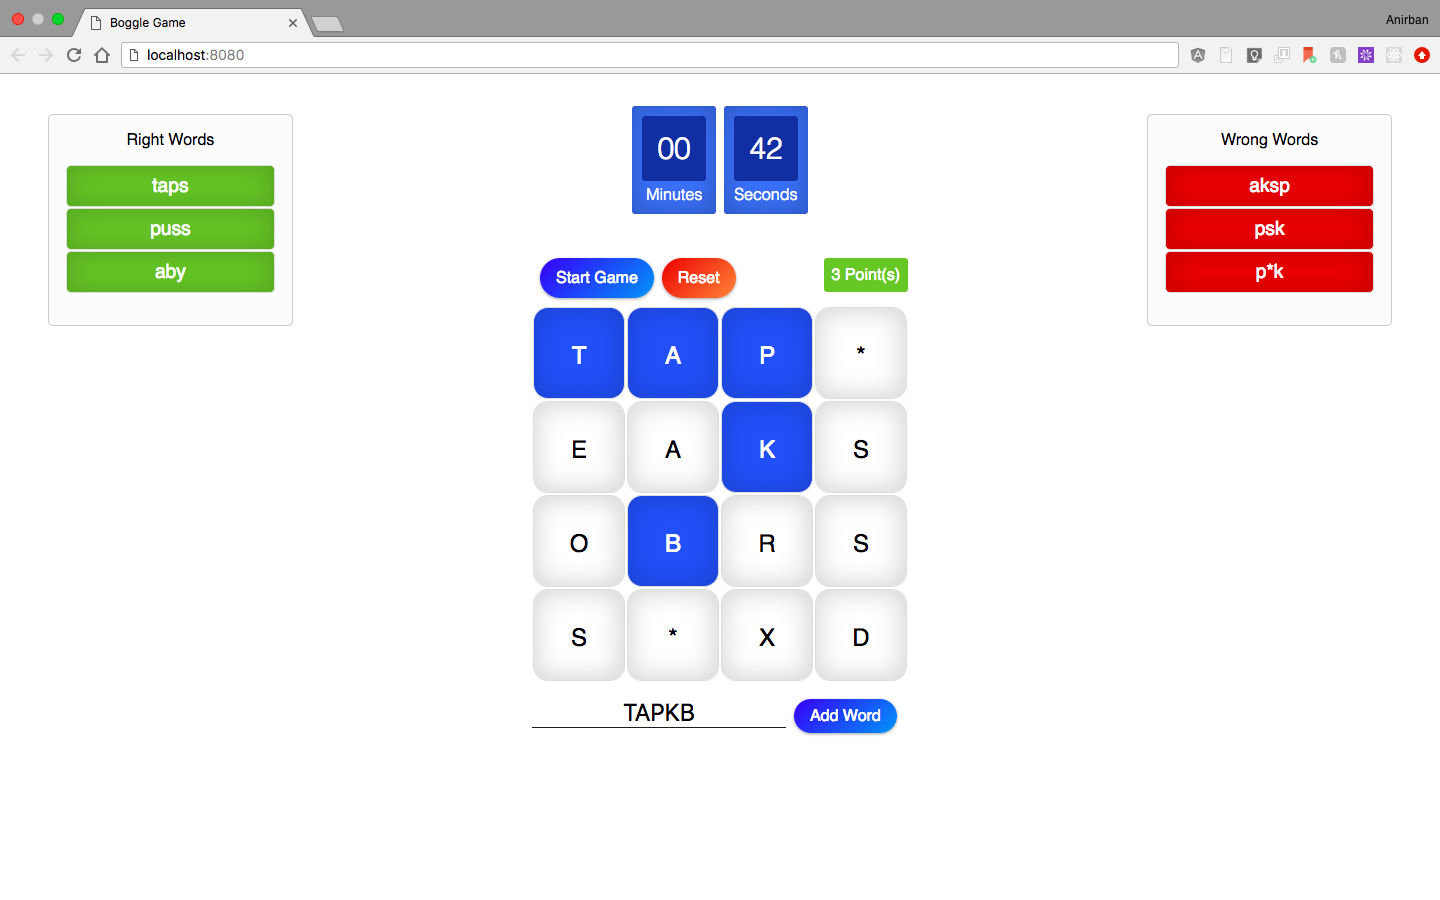 Boggle Game
Anirban
localhost:8080
Right Words
taps
puss
aby
00
Minutes
42
Seconds
Wrong Words
aksp
psk
p*k
Start Game
Reset
3 Point(s)
T A P *
E A K S
O B R S
S * X D
TAPKB
Add Word